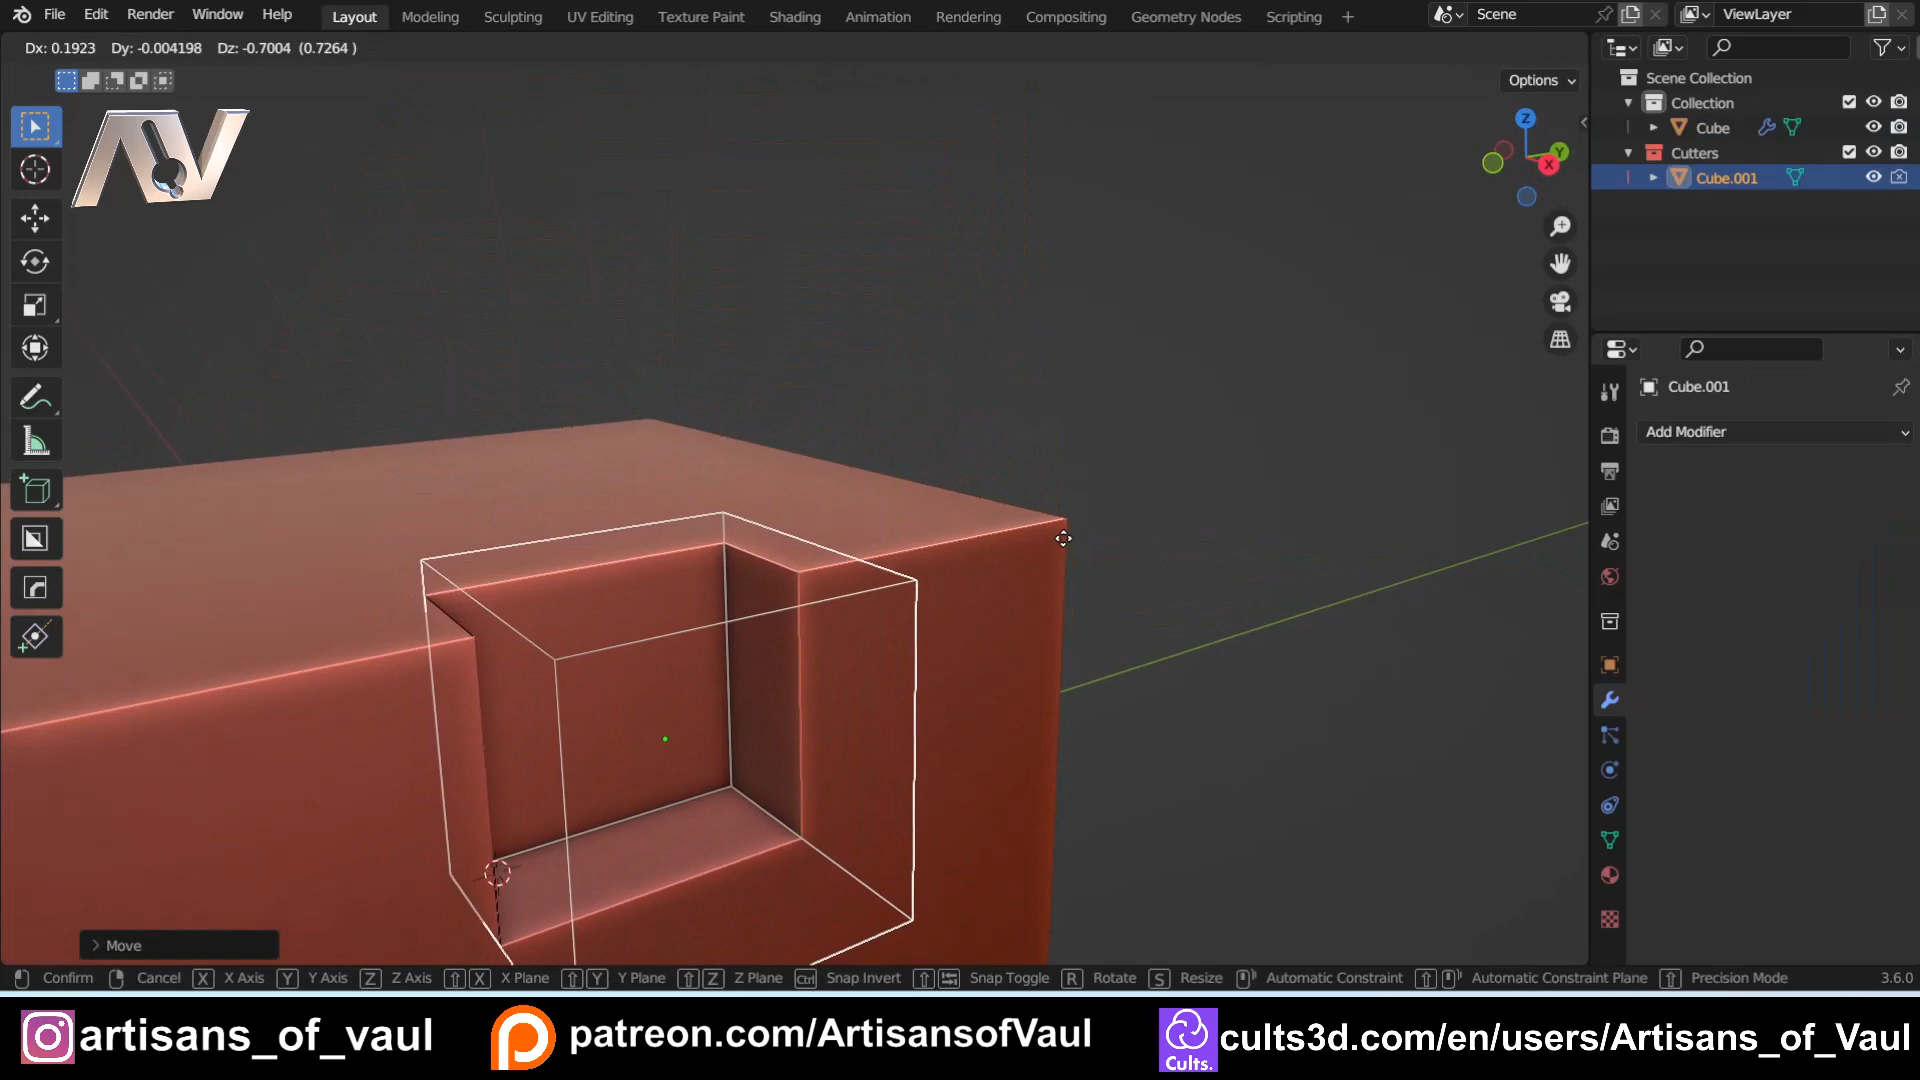 File Edit Render Window Help Layout Modeling Sculpting UV Editing Texture Paint Shading Animation Rendering Compositing Geometry Nodes Scripting + Scene ViewLayer
Dx: 0.1923 Dy: -0.004198 Dz: -0.7004 (0.7264 )
Options
Scene Collection
Collection
Cube
Cutters
Cube.001
Z
Y
X
Cube.001
Add Modifier
Move
Confirm Cancel X X Axis Y Y Axis Z Z Axis X X Plane Y Y Plane Z Z Plane Ctrl Snap Invert Snap Toggle R Rotate S Resize Automatic Constraint Automatic Constraint Plane Precision Mode 3.6.0
artisans_of_vaul patreon.com/ArtisansofVaul Cults. cults3d.com/en/users/Artisans_of_Vaul